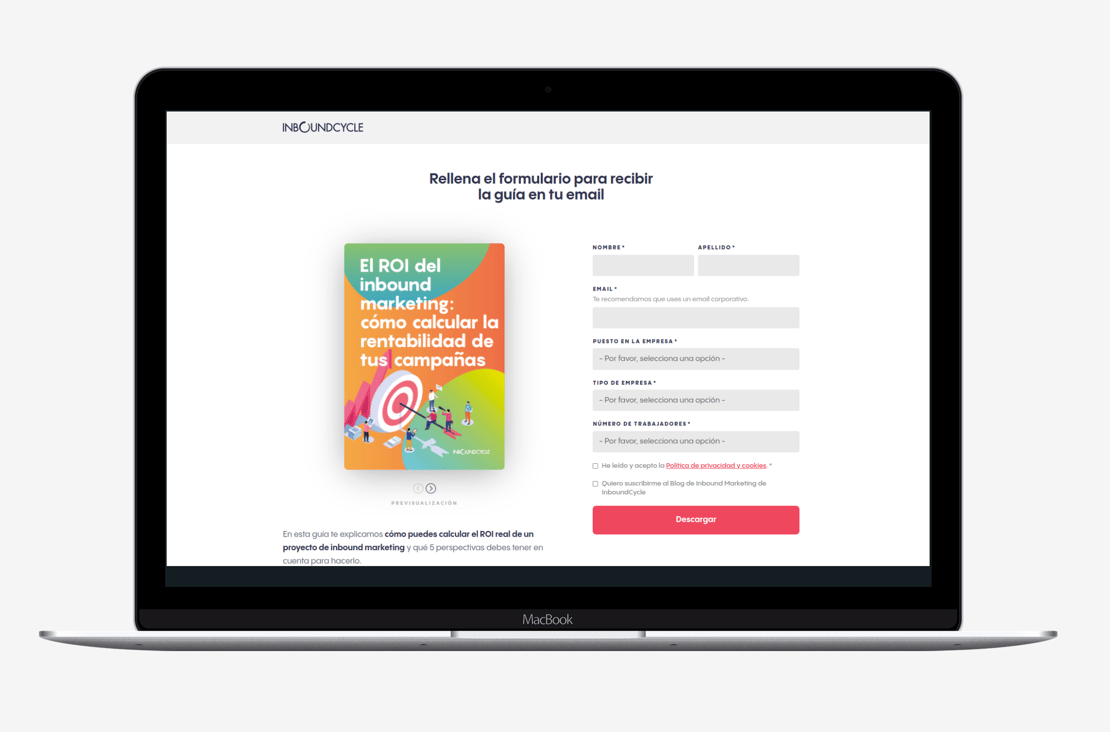 INBOUNDCYCLE
Rellena el formulario para recibir
la guía en tu email
El ROI del
inbound
marketing:
cómo calcular la
rentabilidad de
tus campañas
INBOUNDCYCLE
PREVISUALIZACIÓN
En esta guía te explicamos cómo puedes calcular el ROI real de un
proyecto de inbound marketing y qué 5 perspectivas debes tener en
cuenta para hacerlo.
NOMBRE* APELLIDO*
EMAIL*
Te recomendamos que uses un email corporativo.
PUESTO EN LA EMPRESA*
- Por favor, selecciona una opción -
TIPO DE EMPRESA*
- Por favor, selecciona una opción -
NÚMERO DE TRABAJADORES*
- Por favor, selecciona una opción -
He leído y acepto la Política de privacidad y cookies. *
Quiero suscribirme al Blog de Inbound Marketing de
InboundCycle
Descargar
MacBook